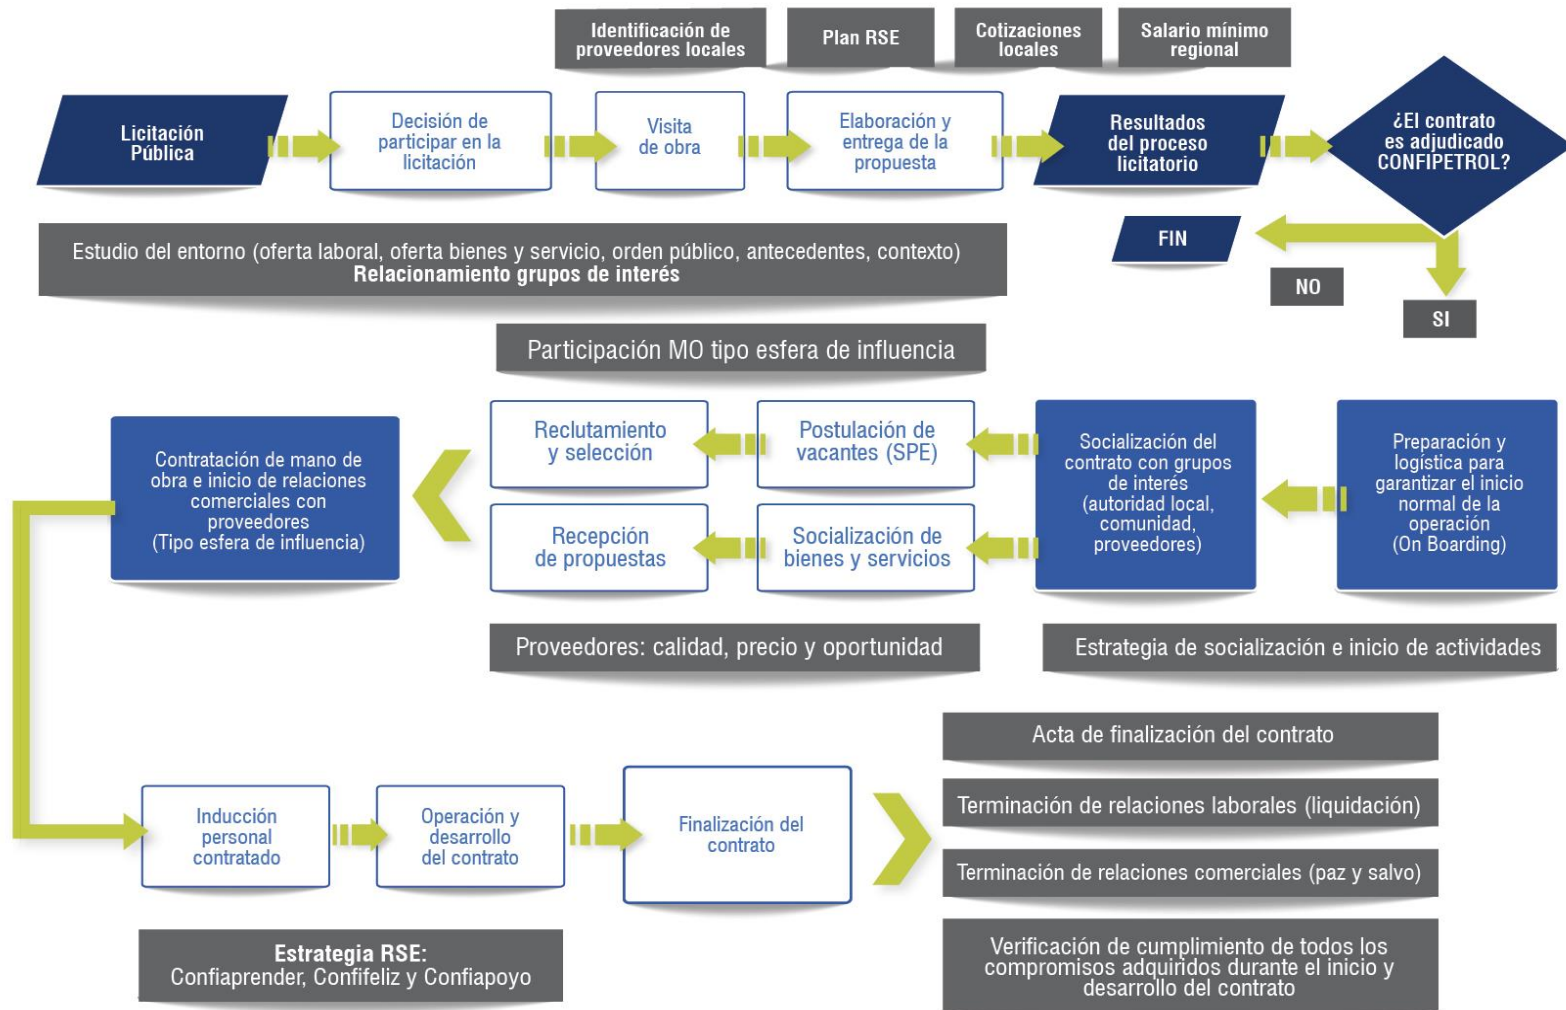 Identificación de
proveedores locales
Plan RSE
Cotizaciones
locales
Salario mínimo
regional
Licitación
Pública
Decisión de
participar en la
licitación
Visita
de obra
Elaboración y
entrega de la
propuesta
Resultados
del proceso
licitatorio
¿El contrato
es adjudicado
CONFIPETROL?
Estudio del entorno (oferta laboral, oferta bienes y servicio, orden público, antecedentes, contexto)
Relacionamiento grupos de interés
FIN
NO
SI
Participación MO tipo esfera de influencia
Preparación y
logística para
garantizar el inicio
normal de la
operación
(On Boarding)
Socialización del
contrato con grupos
de interés
(autoridad local,
comunidad,
proveedores)
Postulación de
vacantes (SPE)
Reclutamiento
y selección
Socialización de
bienes y servicios
Recepción
de propuestas
Contratación de mano de
obra e inicio de relaciones
comerciales con
proveedores
(Tipo esfera de influencia)
Proveedores: calidad, precio y oportunidad
Estrategia de socialización e inicio de actividades
Inducción
personal
contratado
Operación y
desarrollo
del contrato
Finalización del
contrato
Acta de finalización del contrato
Terminación de relaciones laborales (liquidación)
Terminación de relaciones comerciales (paz y salvo)
Verificación de cumplimiento de todos los
compromisos adquiridos durante el inicio y
desarrollo del contrato
Estrategia RSE:
Confiaprender, Confifeliz y Confiapoyo